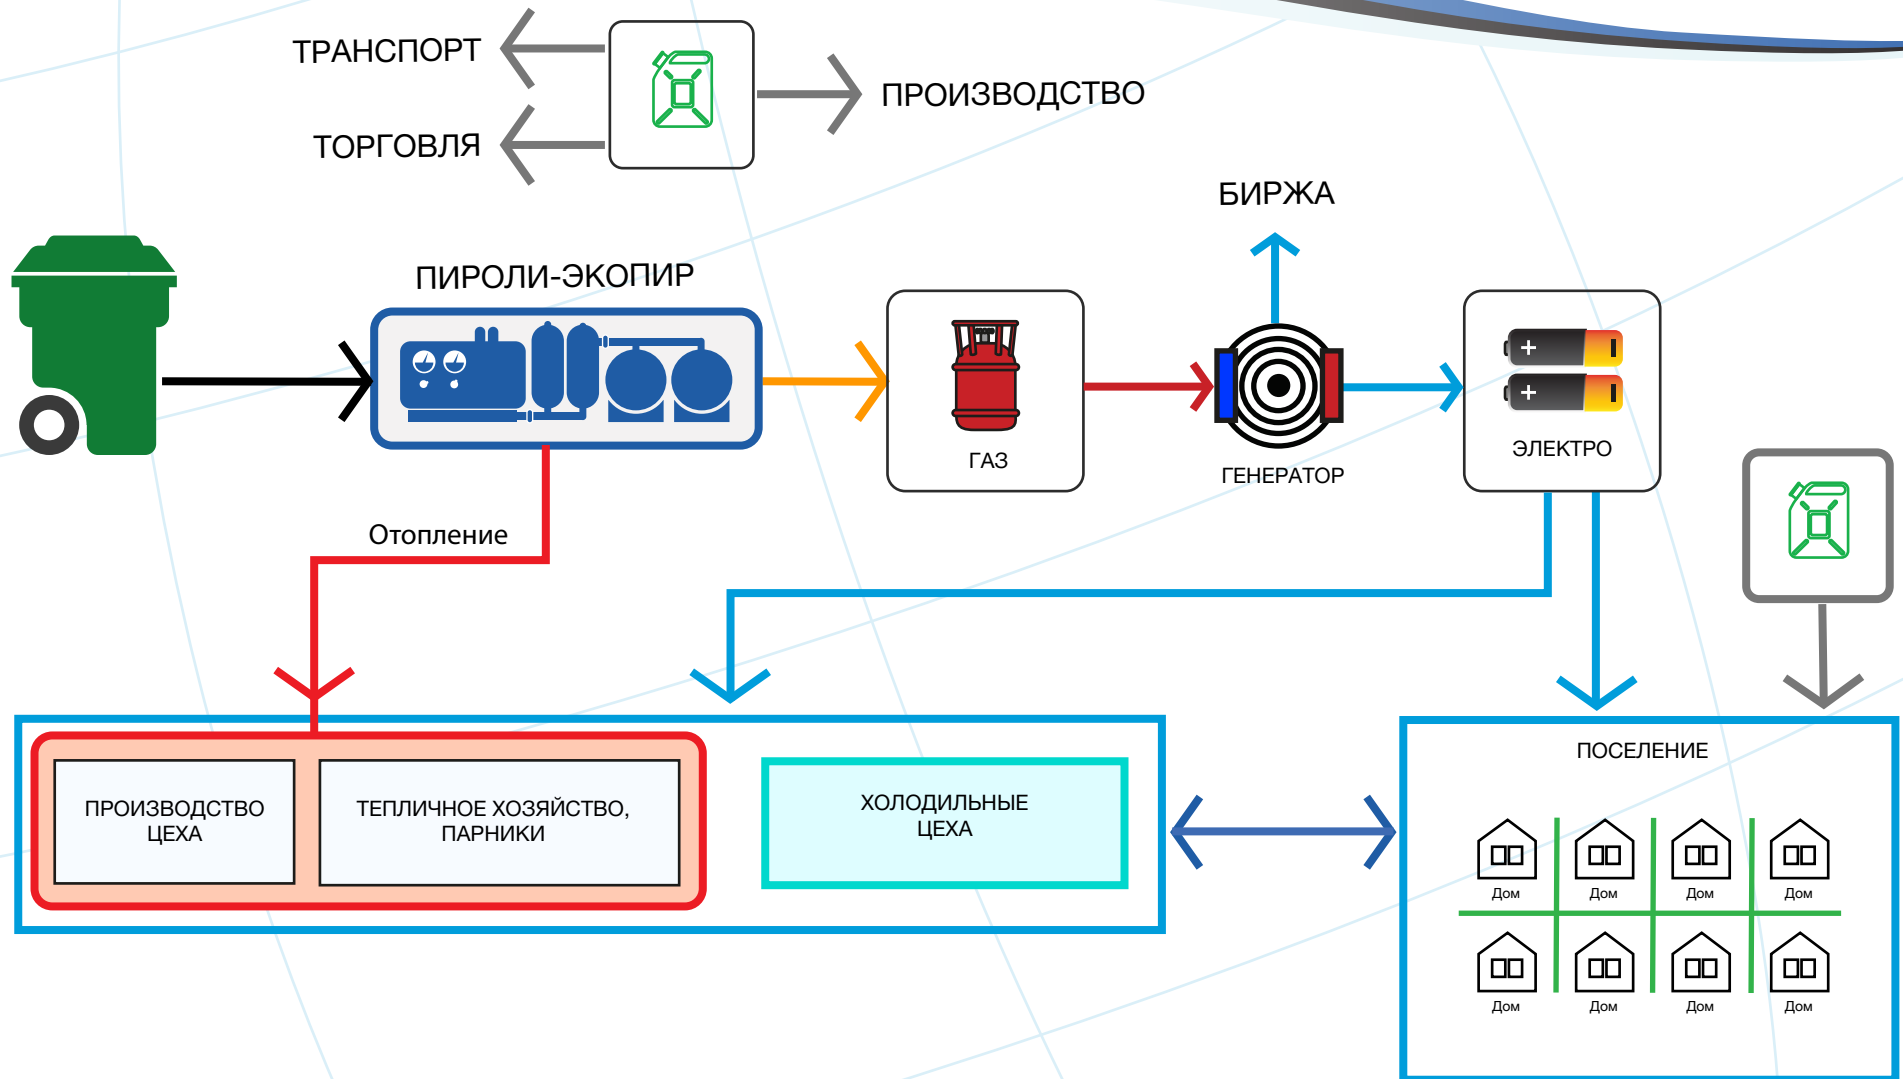 ТРАНСПОРТ
ПРОИЗВОДСТВО
ТОРГОВЛЯ
БИРЖА
ПИРОЛИ-ЭКОПИР
ГАЗ
ГЕНЕРАТОР
ЭЛЕКТРО
Отопление
ПРОИЗВОДСТВО
ЦЕХА
ТЕПЛИЧНОЕ ХОЗЯЙСТВО,
ПАРНИКИ
ХОЛОДИЛЬНЫЕ
ЦЕХА
ПОСЕЛЕНИЕ
Дом Дом Дом Дом
Дом Дом Дом Дом